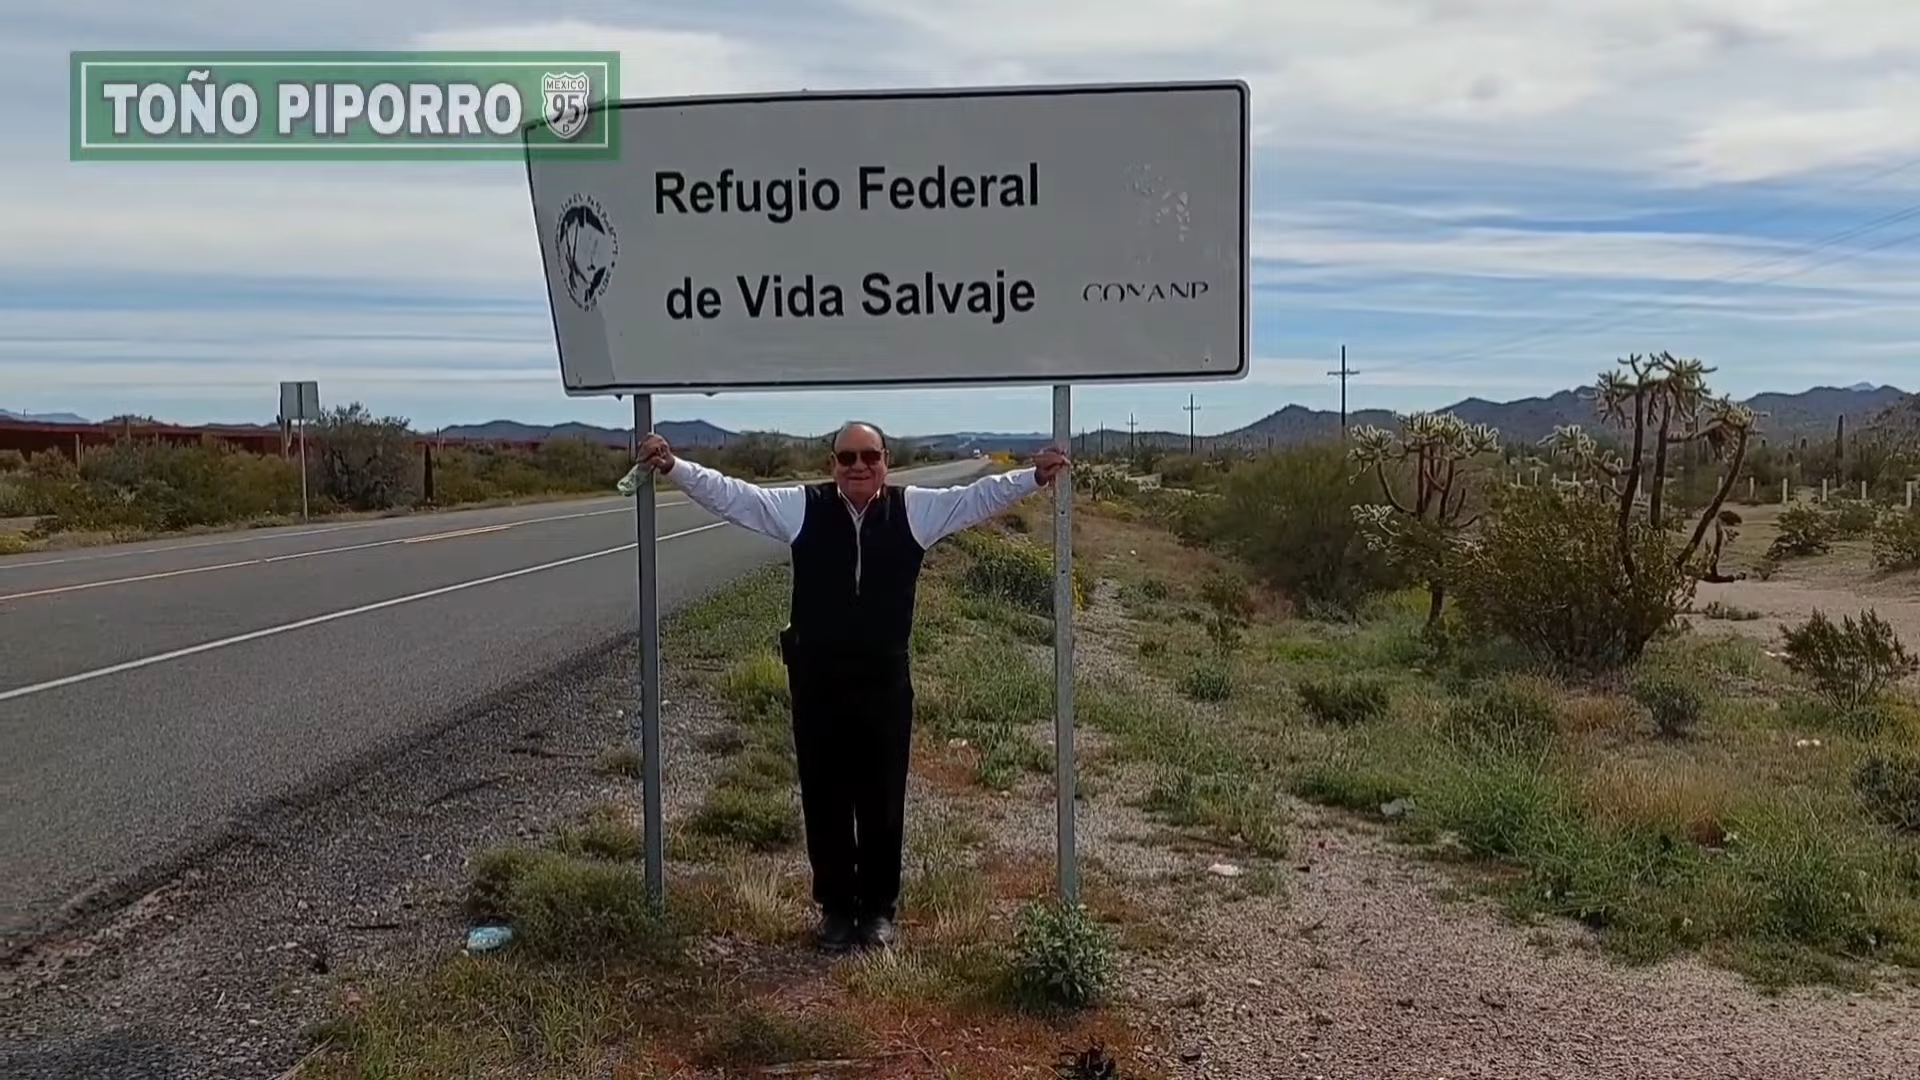 TOÑO PIPORRO
MEXICO
95
D
Refugio Federal
de Vida Salvaje
CONANP